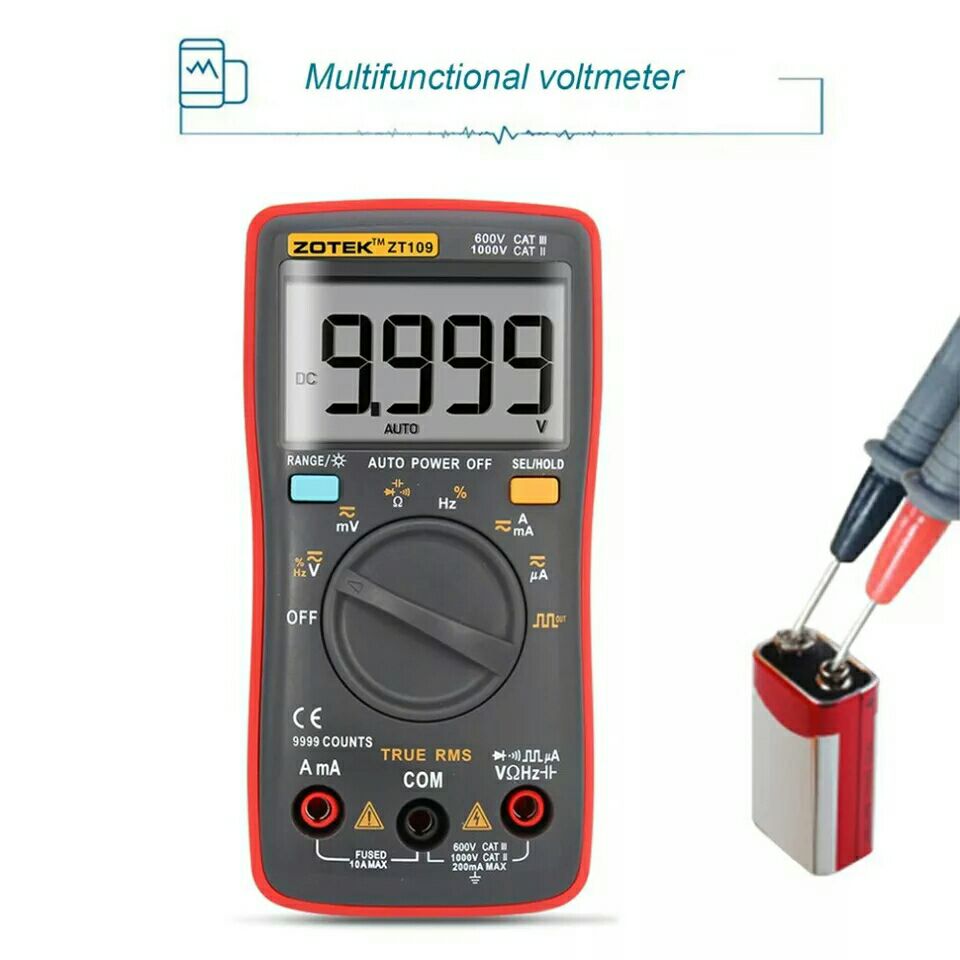 Multifunctional voltmeter
ZOTEK™ ZT109
600V CAT III
1000V CAT II
DC 9.999 V
AUTO
RANGE/
AUTO POWER OFF
SEL/HOLD
Ω
Hz %
mV
A
mA
% Hz V
μA
OFF
OUT
CE
9999 COUNTS
TRUE RMS
A mA
COM
μA
VΩHz
FUSED
10A MAX
600V CAT III
1000V CAT II
200mA MAX